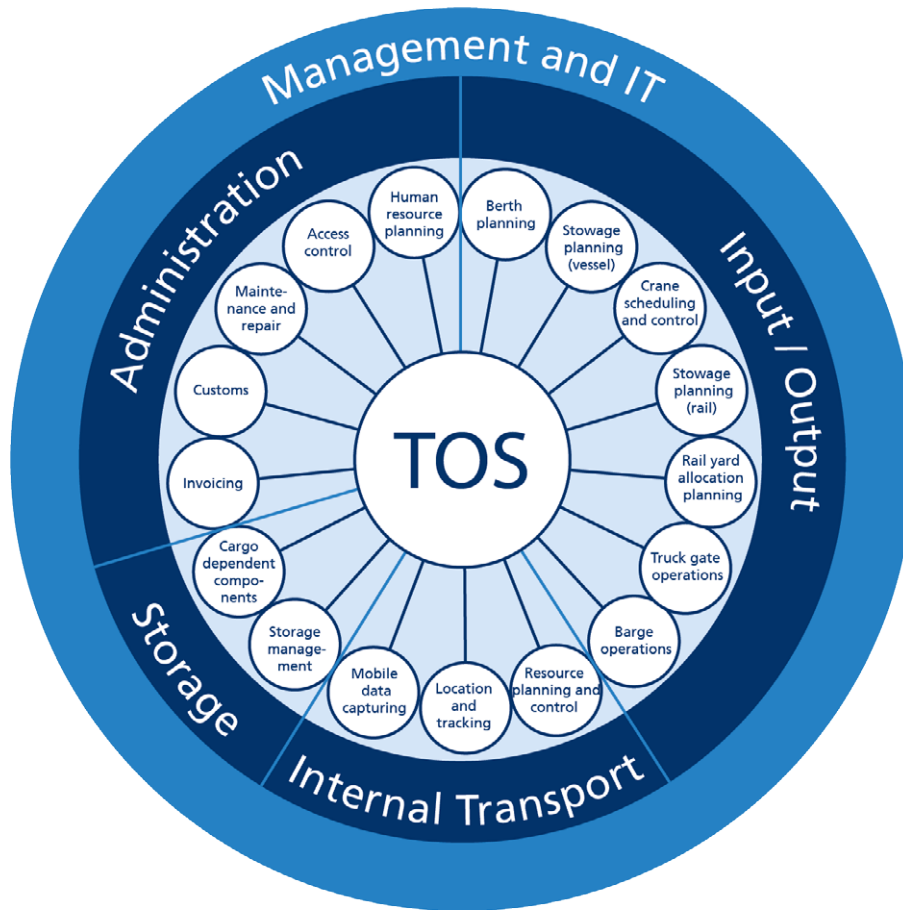 Management and IT
Administration
Input / Output
Storage
Internal Transport
TOS
Human
resource
planning
Berth
planning
Stowage
planning
(vessel)
Crane
scheduling
and control
Stowage
planning
(rail)
Rail yard
allocation
planning
Truck gate
operations
Barge
operations
Resource
planning and
control
Location
and
tracking
Mobile
data
capturing
Storage
manage-
ment
Cargo
dependent
compo-
nents
Invoicing
Customs
Mainte-
nance and
repair
Access
control